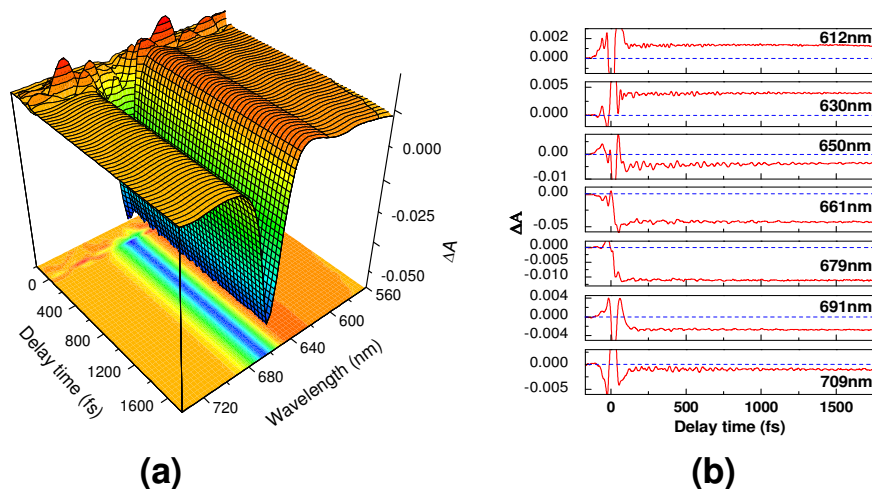 0.000
-0.025
-0.050
ΔA
0
400
800
1200
1600
Delay time (fs)
720
680
640
600
560
Wavelength (nm)
(a)
0.002
0.000
612nm
0.005
0.000
630nm
0.00
-0.01
650nm
0.00
-0.05
661nm
0.000
-0.005
-0.010
679nm
0.004
0.000
-0.004
691nm
0.000
-0.005
709nm
ΔA
0 500 1000 1500
Delay time (fs)
(b)